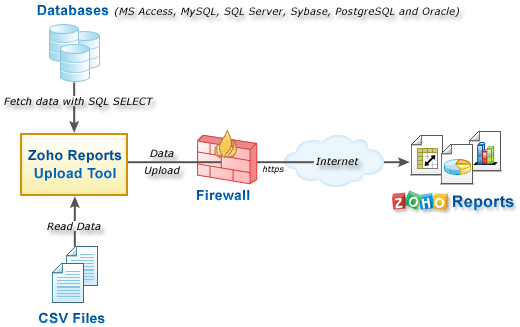 Databases (MS Access, MySQL, SQL Server, Sybase, PostgreSQL and Oracle)
Fetch data with SQL SELECT
Zoho Reports
Upload Tool
Data
Upload
Firewall
https
Internet
ZOHO Reports
Read Data
CSV Files